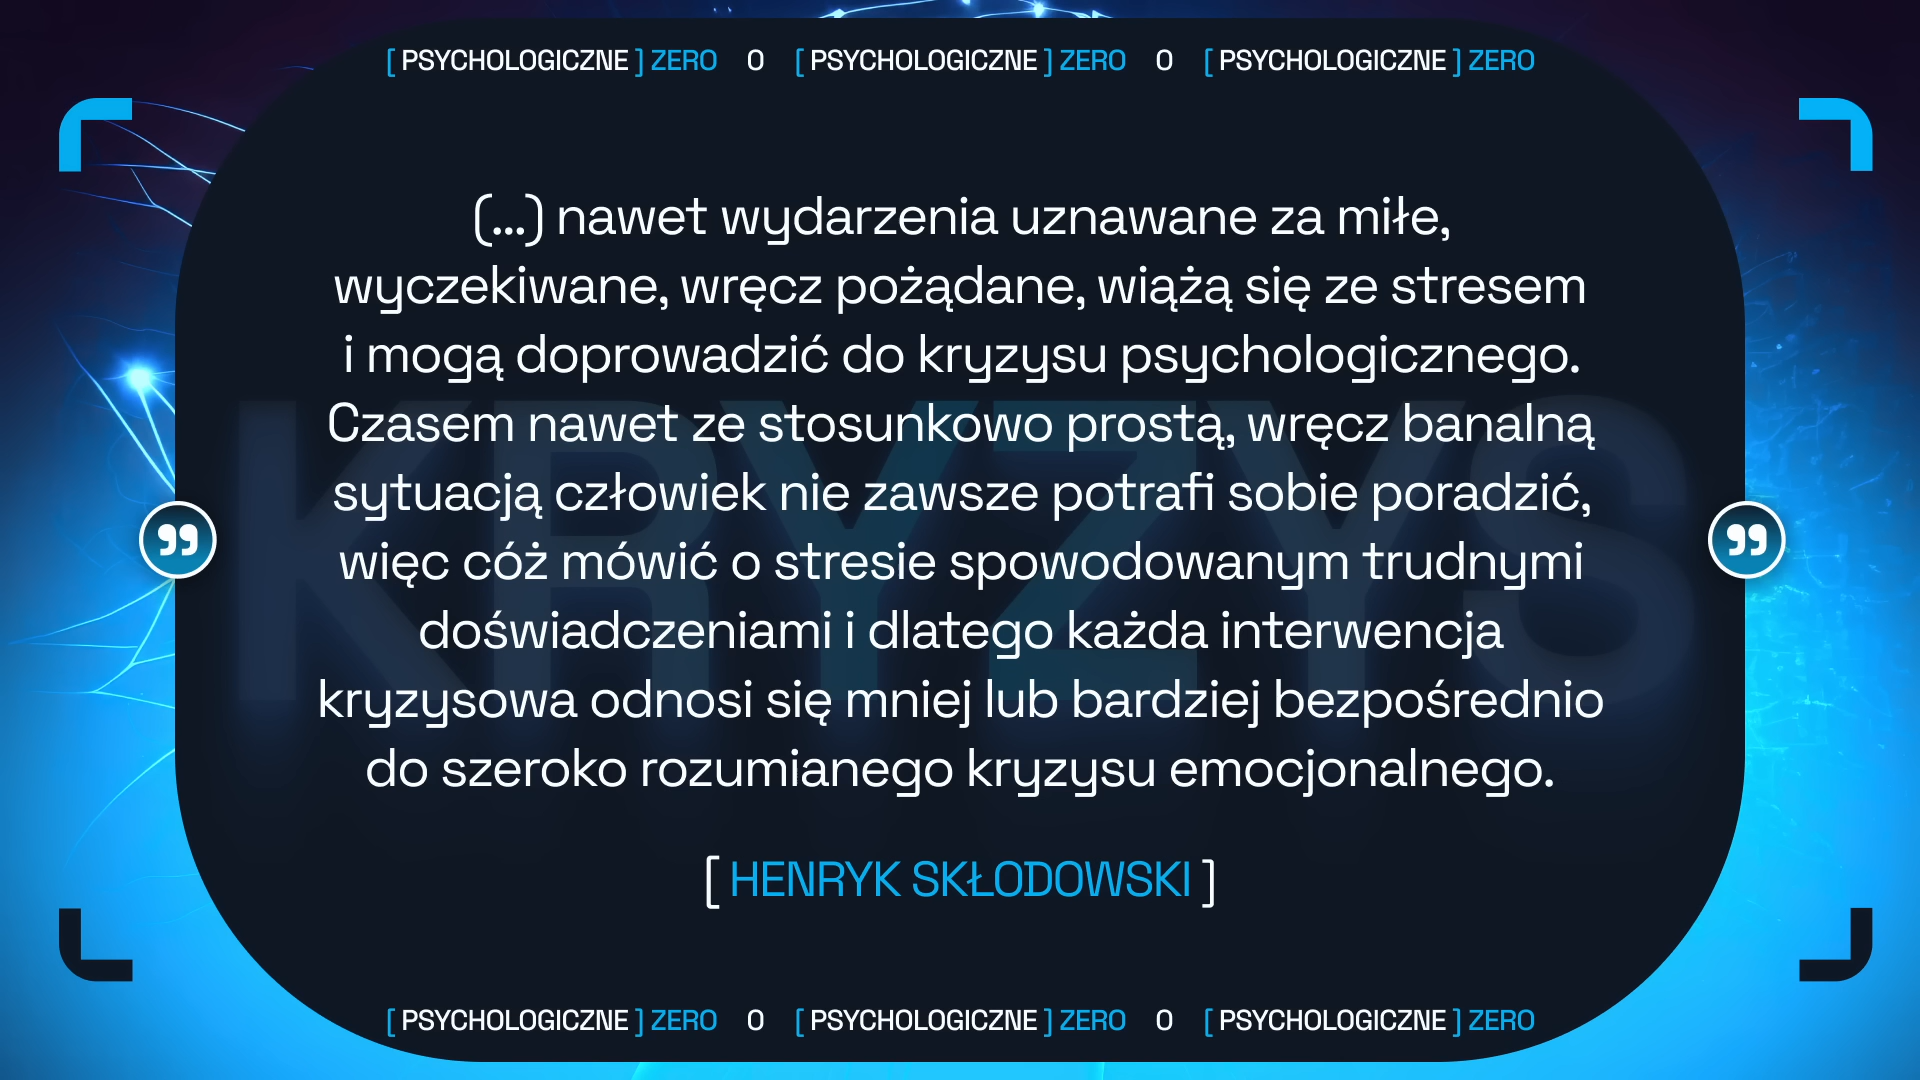 [ PSYCHOLOGICZNE ] ZERO O [ PSYCHOLOGICZNE ] ZERO O [ PSYCHOLOGICZNE ] ZERO
(...) nawet wydarzenia uznawane za miłe,
wyczekiwane, wręcz pożądane, wiążą się ze stresem
i mogą doprowadzić do kryzysu psychologicznego.
Czasem nawet ze stosunkowo prostą, wręcz banalną
sytuacją człowiek nie zawsze potrafi sobie poradzić,
więc cóż mówić o stresie spowodowanym trudnymi
doświadczeniami i dlatego każda interwencja
kryzysowa odnosi się mniej lub bardziej bezpośrednio
do szeroko rozumianego kryzysu emocjonalnego.
KRYZYS
[ HENRYK SKŁODOWSKI ]
[ PSYCHOLOGICZNE ] ZERO O [ PSYCHOLOGICZNE ] ZERO O [ PSYCHOLOGICZNE ] ZERO